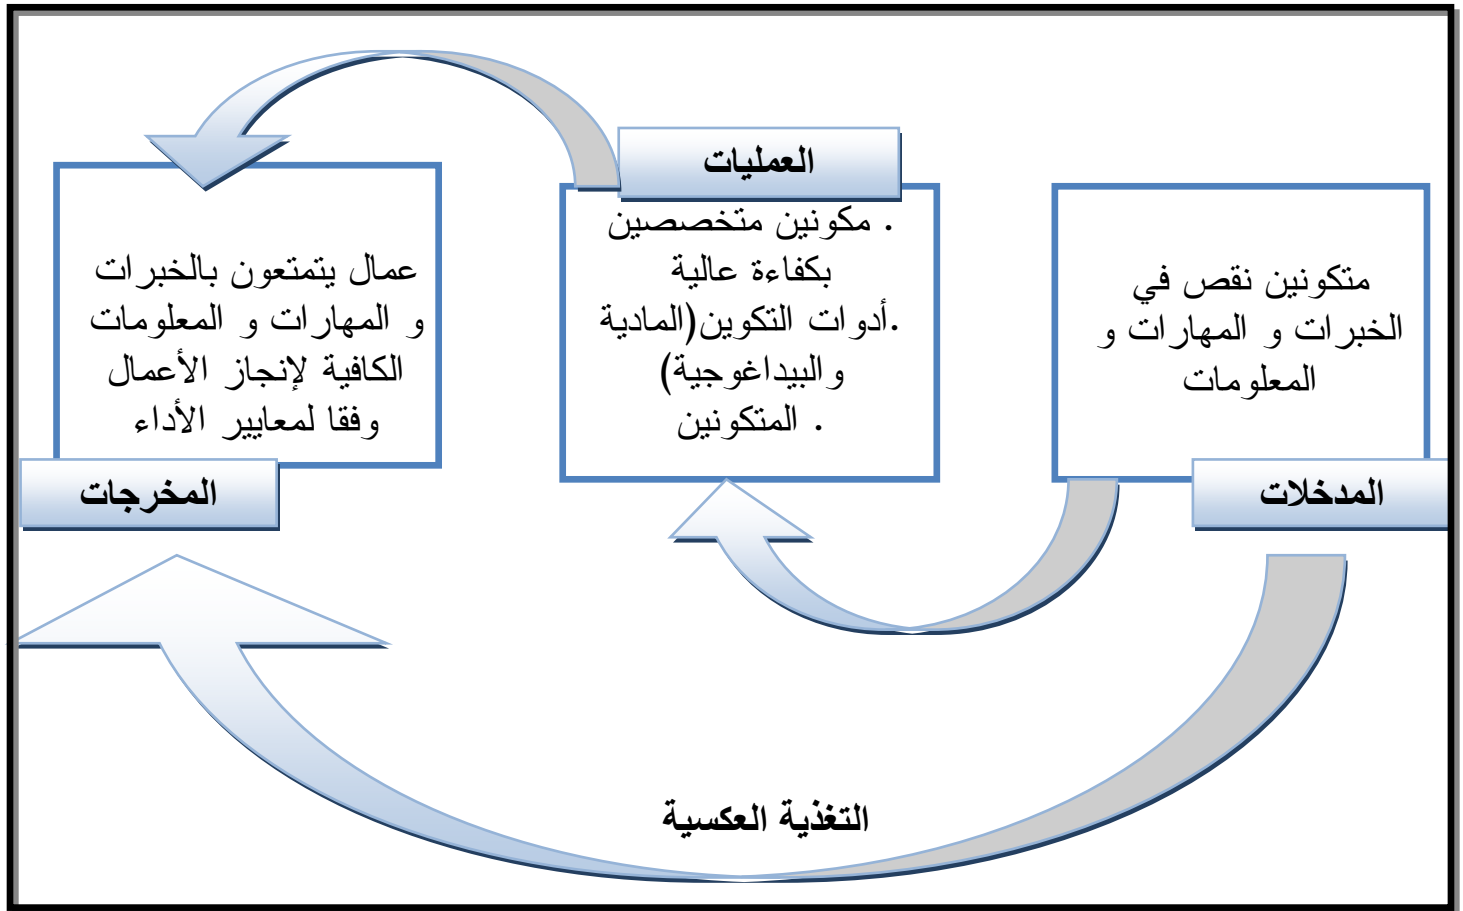 المدخلات
متكونين نقص في
الخبرات و المهارات و
المعلومات
العمليات
. مكونين متخصصين
بكفاءة عالية
.أدوات التكوين(المادية
والبيداغوجية)
. المتكونين
المخرجات
عمال يتمتعون بالخبرات
و المهارات و المعلومات
الكافية لإنجاز الأعمال
وفقا لمعايير الأداء
التغذية العكسية